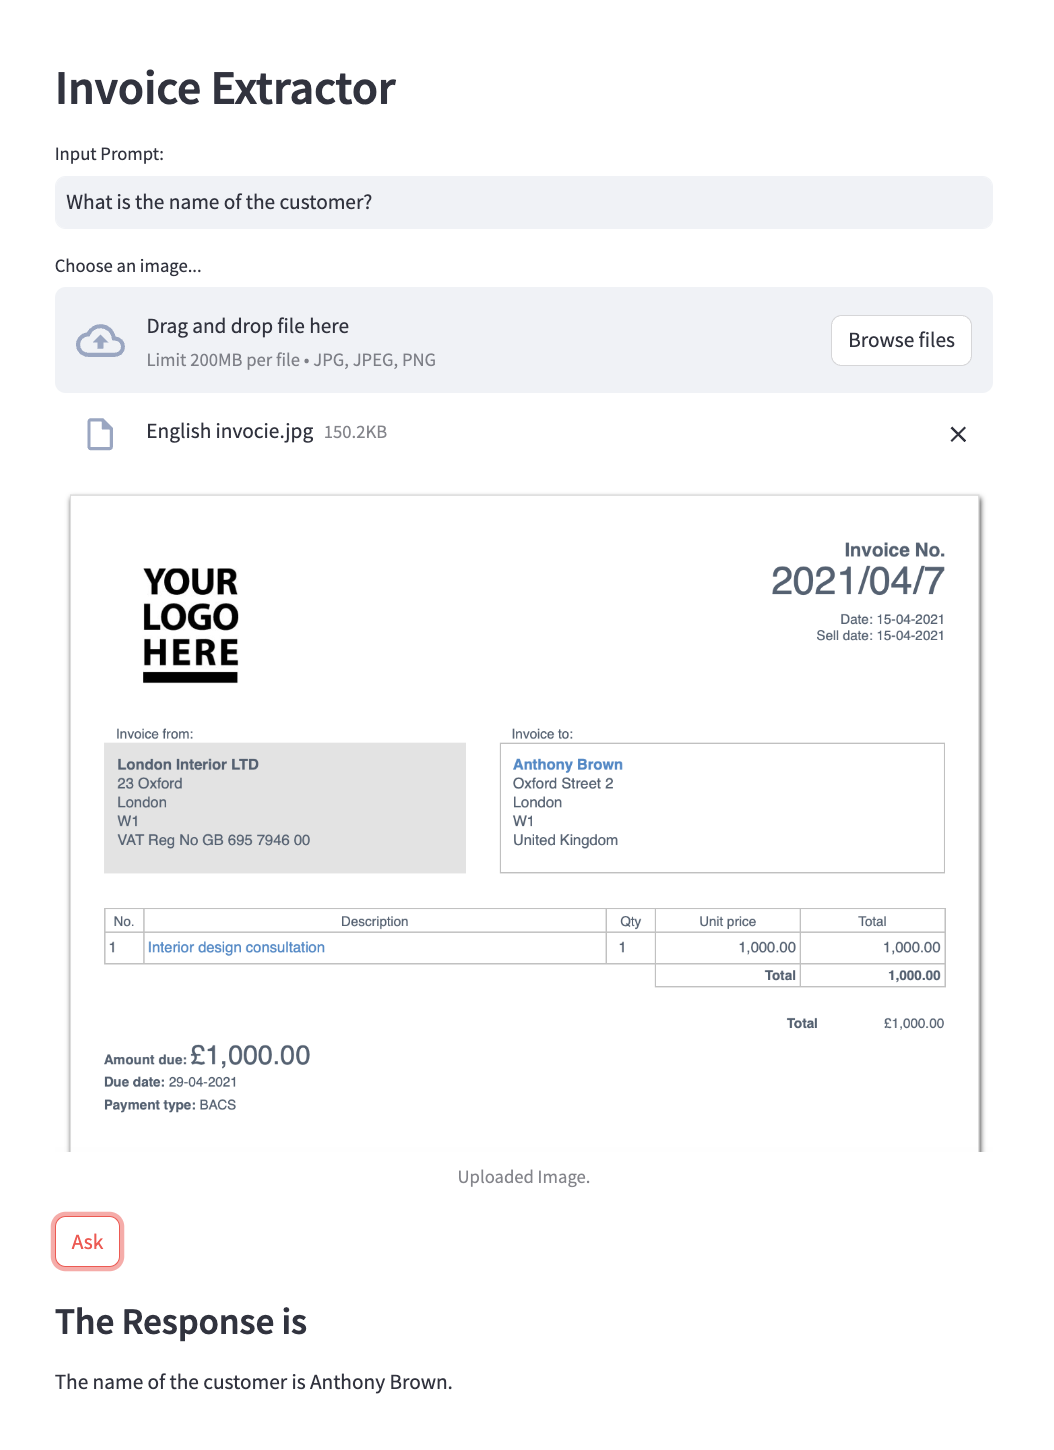 Invoice Extractor
Input Prompt:
What is the name of the customer?
Choose an image...
Drag and drop file here
Limit 200MB per file • JPG, JPEG, PNG
Browse files
English invocie.jpg 150.2KB
YOUR
LOGO
HERE
Invoice No.
2021/04/7
Date: 15-04-2021
Sell date: 15-04-2021
Invoice from:
London Interior LTD
23 Oxford
London
W1
VAT Reg No GB 695 7946 00
Invoice to:
Anthony Brown
Oxford Street 2
London
W1
United Kingdom
No. Description Qty Unit price Total
1 Interior design consultation 1 1,000.00 1,000.00
Total 1,000.00
Total £1,000.00
Amount due: £1,000.00
Due date: 29-04-2021
Payment type: BACS
Uploaded Image.
Ask
The Response is
The name of the customer is Anthony Brown.